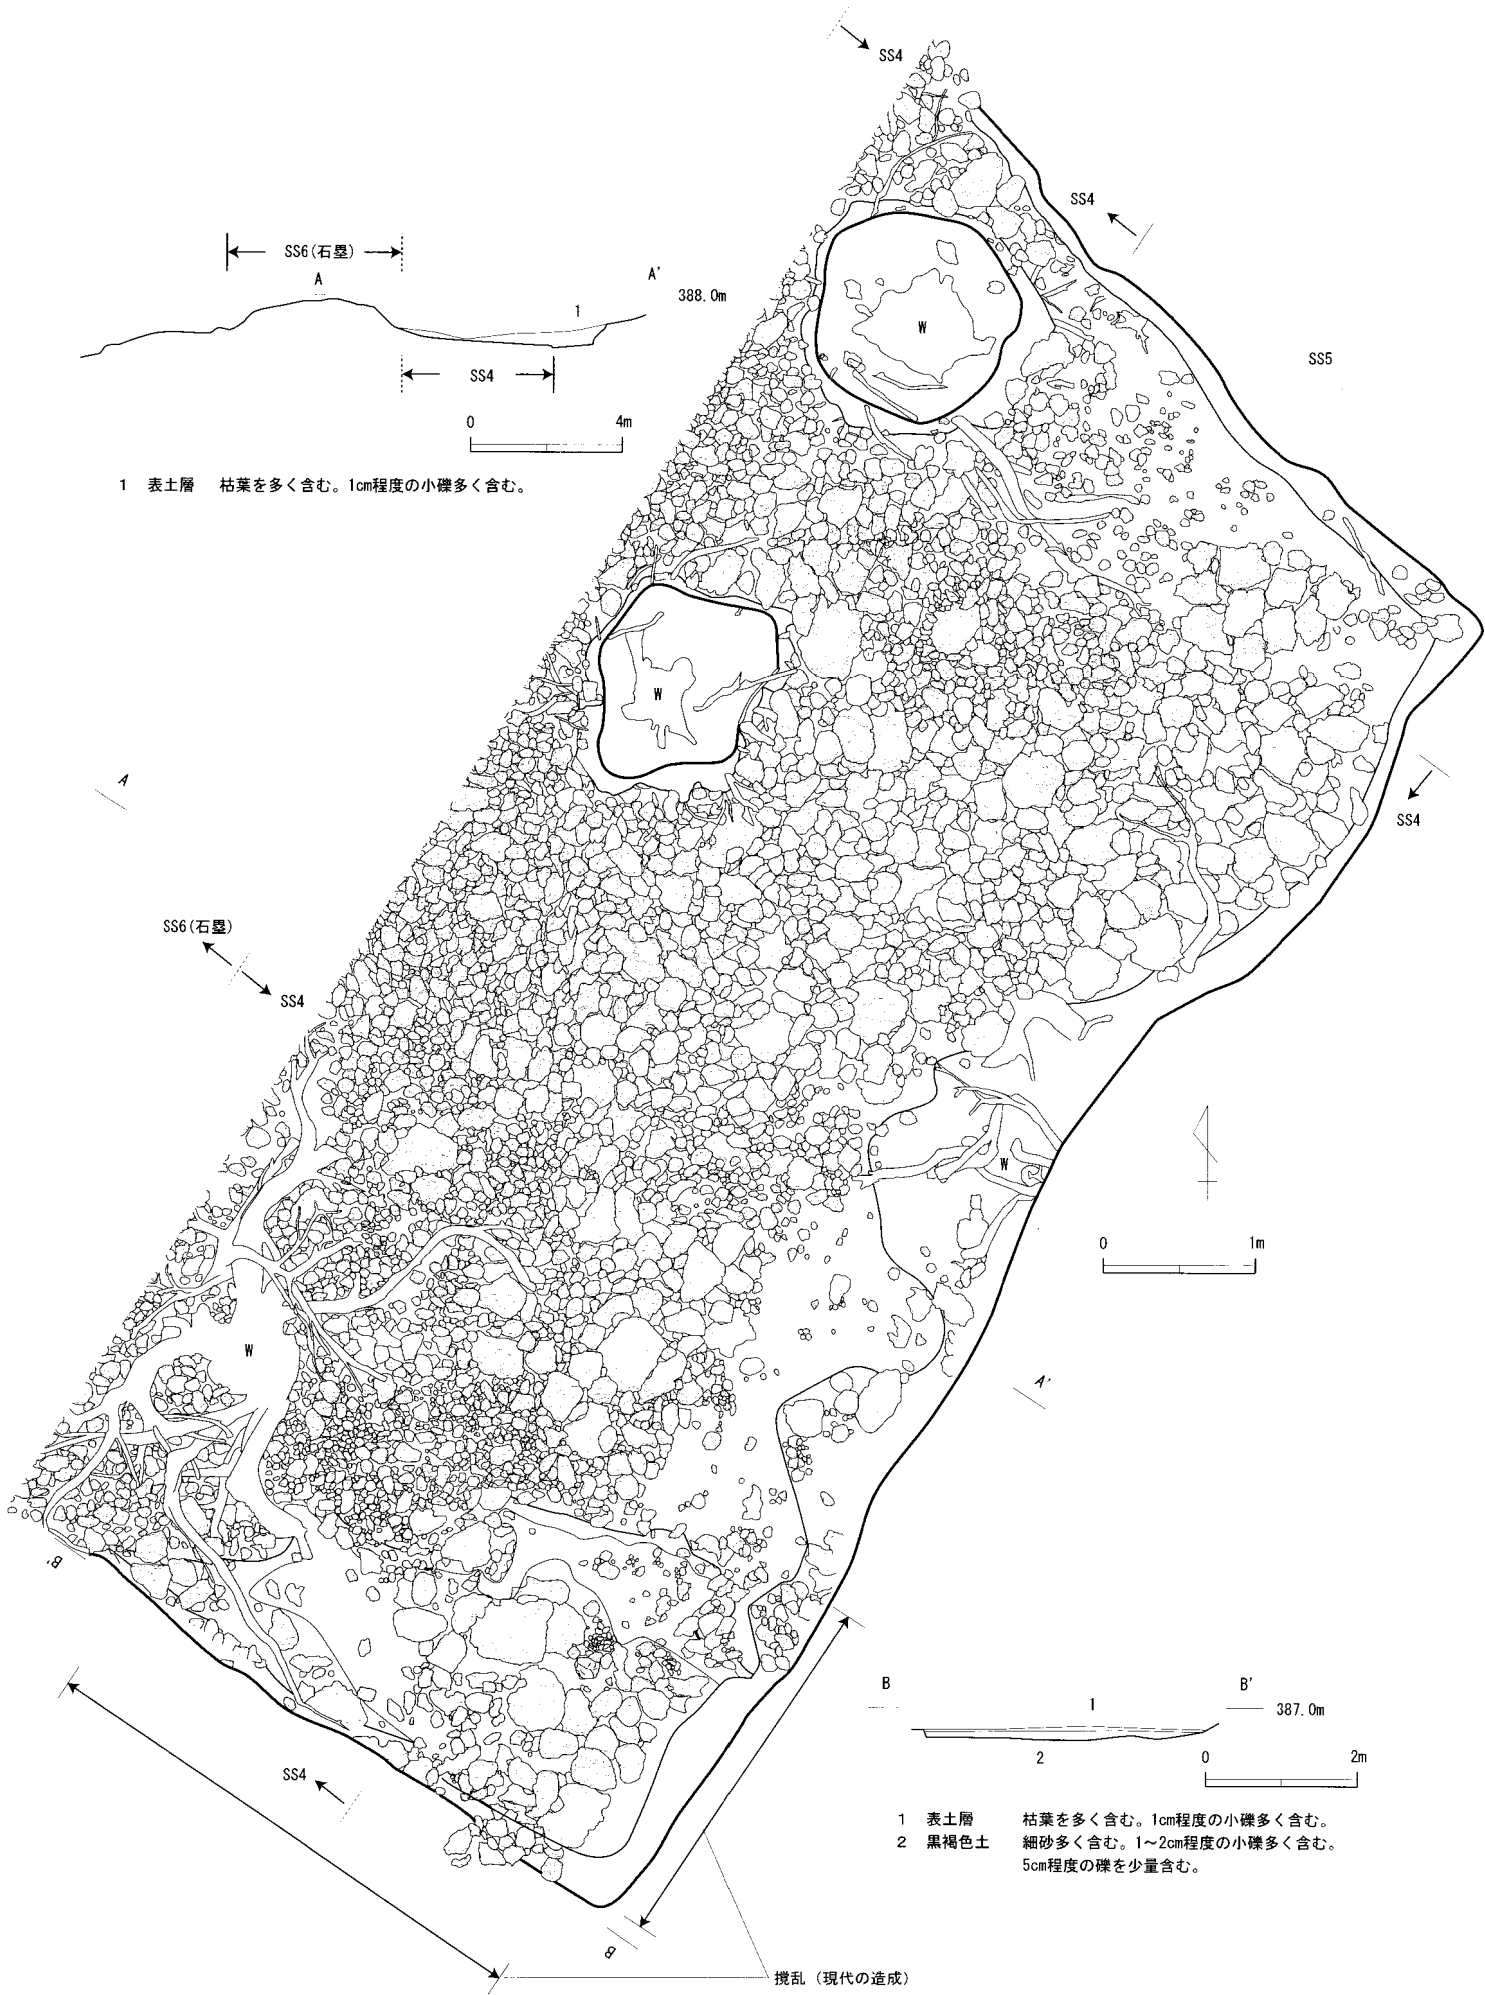 SS4
SS4
SS6(石塁)
A
A'
388.0m
1
SS4
0 4m
1 表土層 枯葉を多く含む。1cm程度の小礫多く含む。
W
SS5
W
A
SS4
SS6(石塁)
SS4
W
0 1m
W
A'
B'
B
B'
1
387.0m
2
0 2m
SS4
1 表土層 枯葉を多く含む。1cm程度の小礫多く含む。
2 黒褐色土 細砂多く含む。1~2cm程度の小礫多く含む。
5cm程度の礫を少量含む。
B
撹乱(現代の造成)